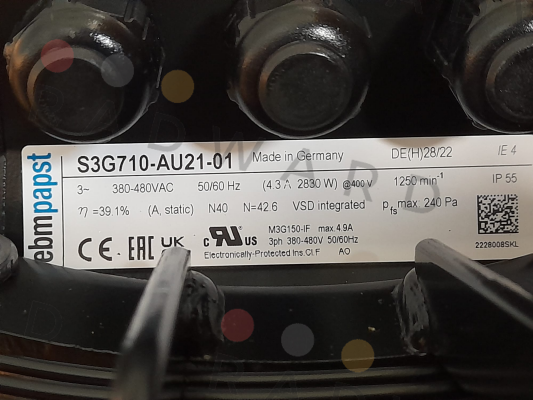 ebmpapst
S3G710-AU21-01 Made in Germany DE(H)28/22 IE 4
3~ 380-480VAC 50/60 Hz (4.3 A 2830 W) @400 V 1250 min⁻¹ IP 55
η =39.1% (A, static) N40 N=42.6 VSD integrated pfs max. 240 Pa
CE EAC UK CA c RU US M3G150-IF max.4.9A
3ph 380-480V 50/60Hz
Electronically-Protected Ins.Cl.F AO
2228008SKL
EDWARD